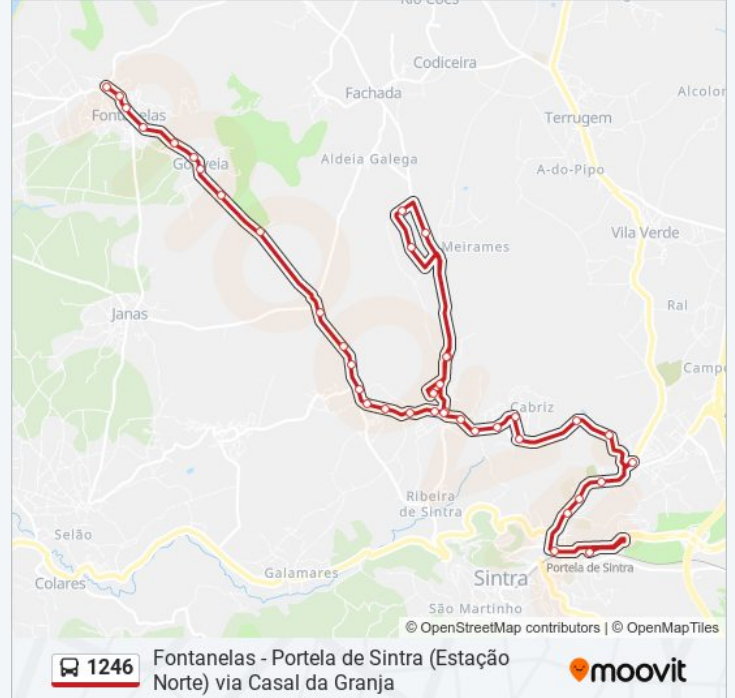 Codiceira
Fachada
Alcolor
Fontanelas
Terrugem
Gouveia
Aldeia Galega
A-do-Pipo
Vila Verde
Meirames
Ral
Janas
Campe
Cabriz
Ribeira
de Sintra
Selão
Galamares
Portela de Sintra
Colares
Sintra
São Martinho
© OpenStreetMap contributors | © OpenMapTiles
1246
Fontanelas - Portela de Sintra (Estação
Norte) via Casal da Granja
moovit